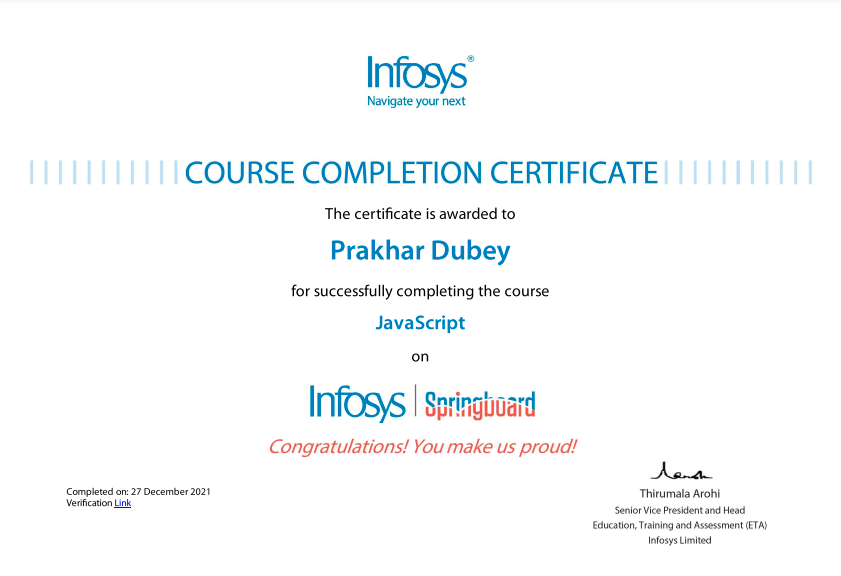 Infosys®
Navigate your next
COURSE COMPLETION CERTIFICATE
The certificate is awarded to
Prakhar Dubey
for successfully completing the course
JavaScript
on
Infosys | Springboard
Congratulations! You make us proud!
Completed on: 27 December 2021
Verification Link
Thirumala Arohi
Senior Vice President and Head
Education, Training and Assessment (ETA)
Infosys Limited